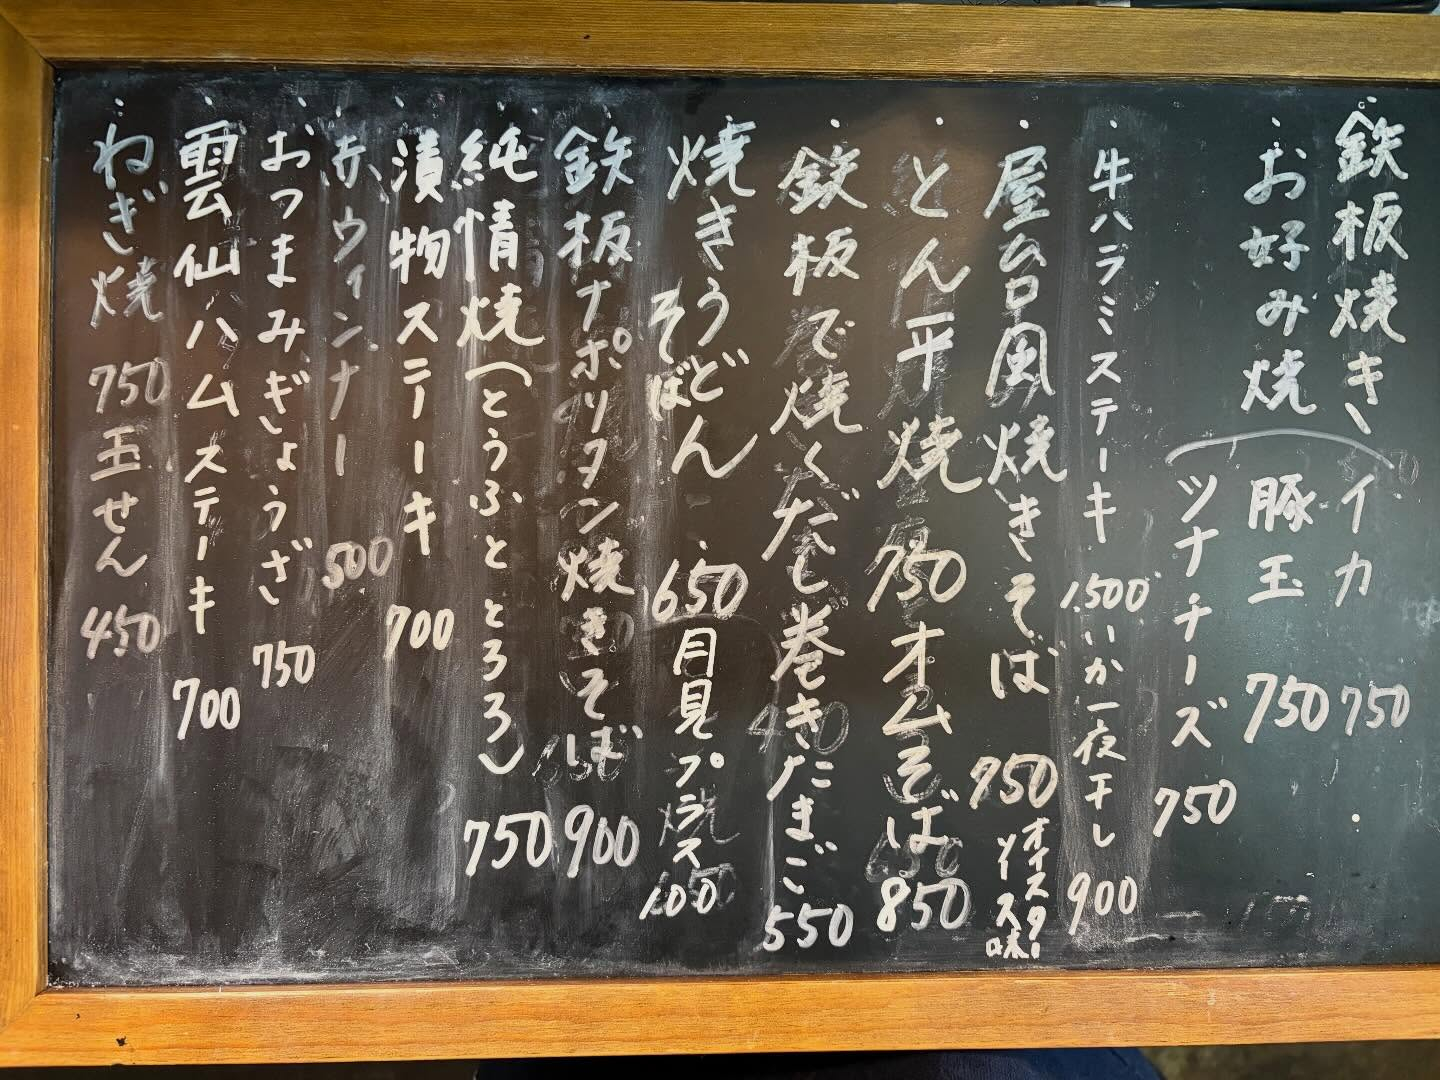 鉄板焼き
イカ 750
お好み焼
豚玉 750
ツナチーズ 750
牛ハラミステーキ 1,500
いか一夜干し 900
屋台風焼きそば 750
オイスター
ソース味
とん平焼 750
オムそば 850
鉄板で焼くだし巻きたまご 550
焼きうどん
そば
650
月見プラス100
鉄板ナポリタン焼きそば 900
純情焼(とうふととろろ) 750
漬物ステーキ 700
赤ウィンナー 500
おつまみぎょうざ 750
雲仙ハムステーキ 700
ねぎ焼 750
玉せん 450